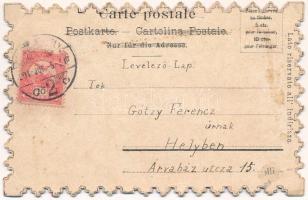 Carte postale
Postkarte. Cartolina Postale.
Nur für die Adresse.
Levelező-Lap.
Tek
Götzy Ferencz
úrnak
Helyben
Árvaház utcza 15.
Lato riservato all' indirizzo.